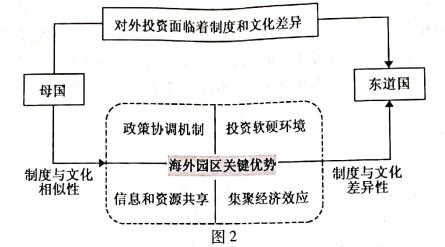 对外投资面临着制度和文化差异
母国
东道国
政策协调机制
投资软硬环境
海外园区关键优势
制度与文化
相似性
制度与文化
差异性
信息和资源共享
集聚经济效应
图2